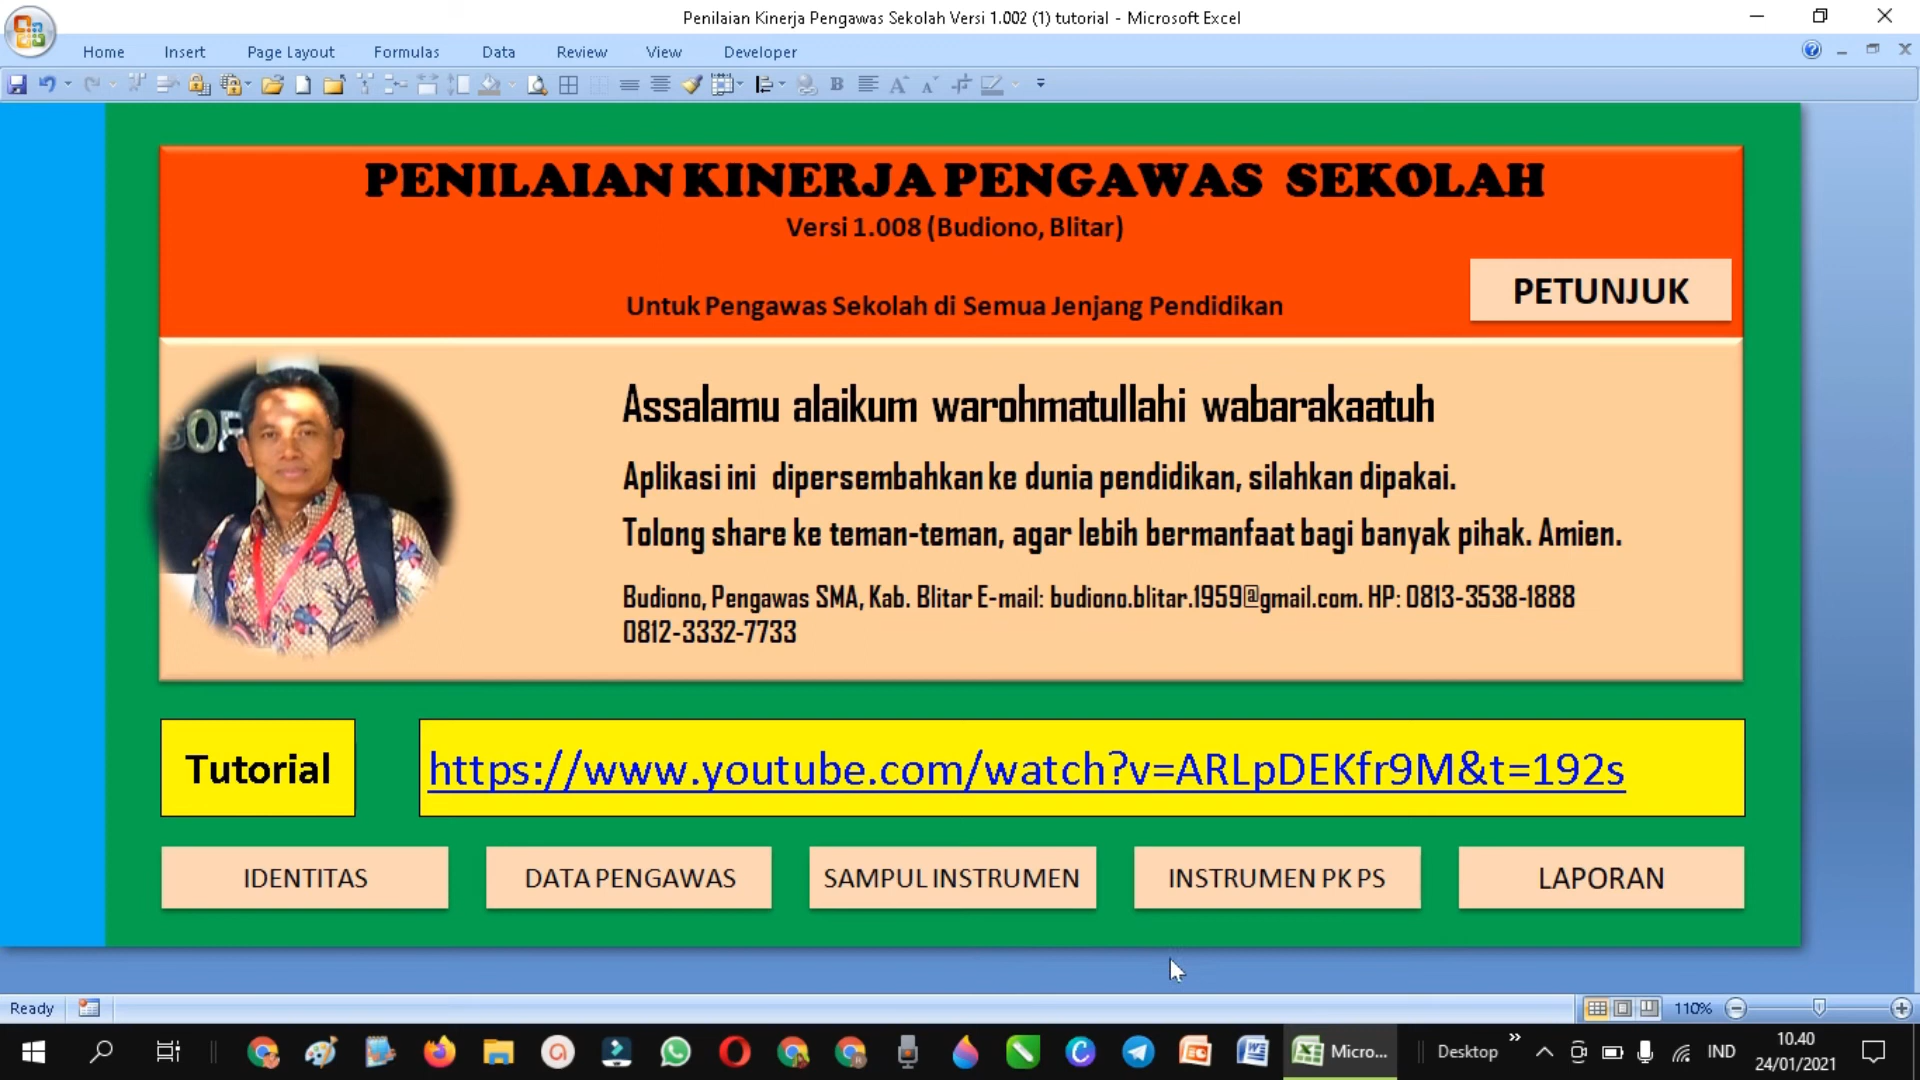 Penilaian Kinerja Pengawas Sekolah Versi 1.002 (1) tutorial - Microsoft Excel
Home Insert Page Layout Formulas Data Review View Developer
PENILAIAN KINERJA PENGAWAS SEKOLAH
Versi 1.008 (Budiono, Blitar)
PETUNJUK
Untuk Pengawas Sekolah di Semua Jenjang Pendidikan
Assalamu alaikum warohmatullahi wabarakaatuh
Aplikasi ini dipersembahkan ke dunia pendidikan, silahkan dipakai.
Tolong share ke teman-teman, agar lebih bermanfaat bagi banyak pihak. Amien.
Budiono, Pengawas SMA, Kab. Blitar E-mail: budiono.blitar.1959@gmail.com. HP: 0813-3538-1888
0812-3332-7733
Tutorial https://www.youtube.com/watch?v=ARLpDEKfr9M&t=192s
IDENTITAS DATA PENGAWAS SAMPUL INSTRUMEN INSTRUMEN PK PS LAPORAN
Ready 110%
Micro... Desktop IND 10.40
24/01/2021